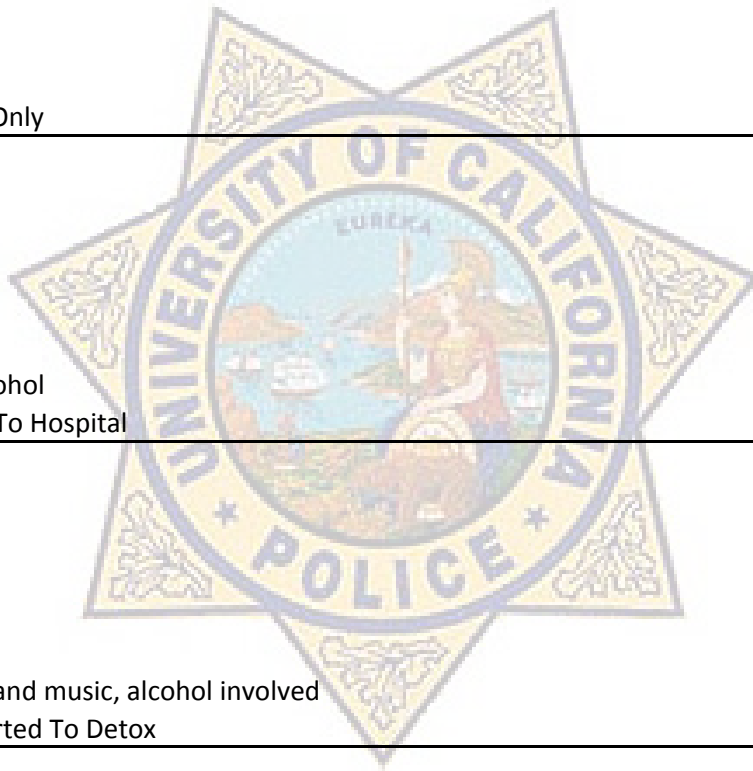 Only
UNIVERSITY OF CALIFORNIA
EUREKA
ohol
To Hospital
POLICE
and music, alcohol involved
rted To Detox